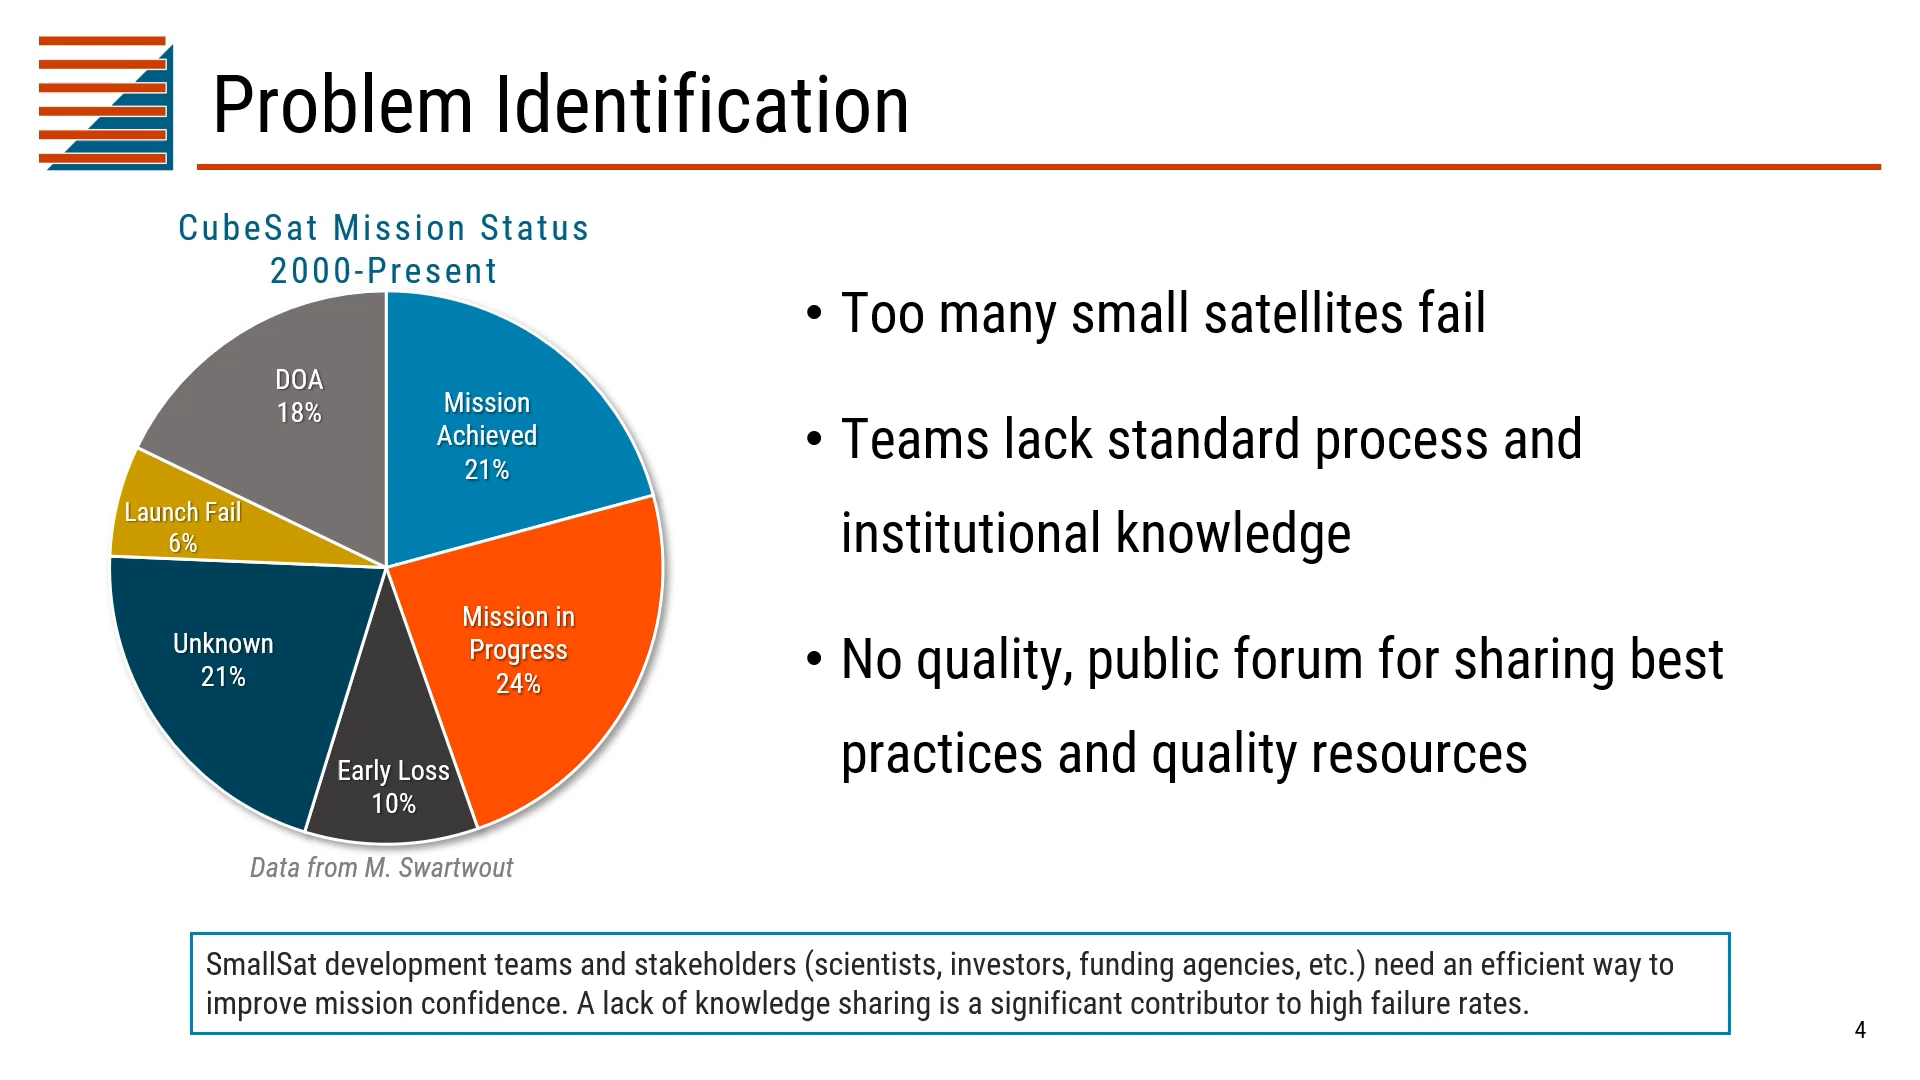 Problem Identification
CubeSat Mission Status
2000-Present
DOA
18%
Mission
Achieved
21%
Launch Fail
6%
Mission in
Progress
24%
Unknown
21%
Early Loss
10%
Data from M. Swartwout
• Too many small satellites fail
• Teams lack standard process and
institutional knowledge
• No quality, public forum for sharing best
practices and quality resources
SmallSat development teams and stakeholders (scientists, investors, funding agencies, etc.) need an efficient way to
improve mission confidence. A lack of knowledge sharing is a significant contributor to high failure rates.
4